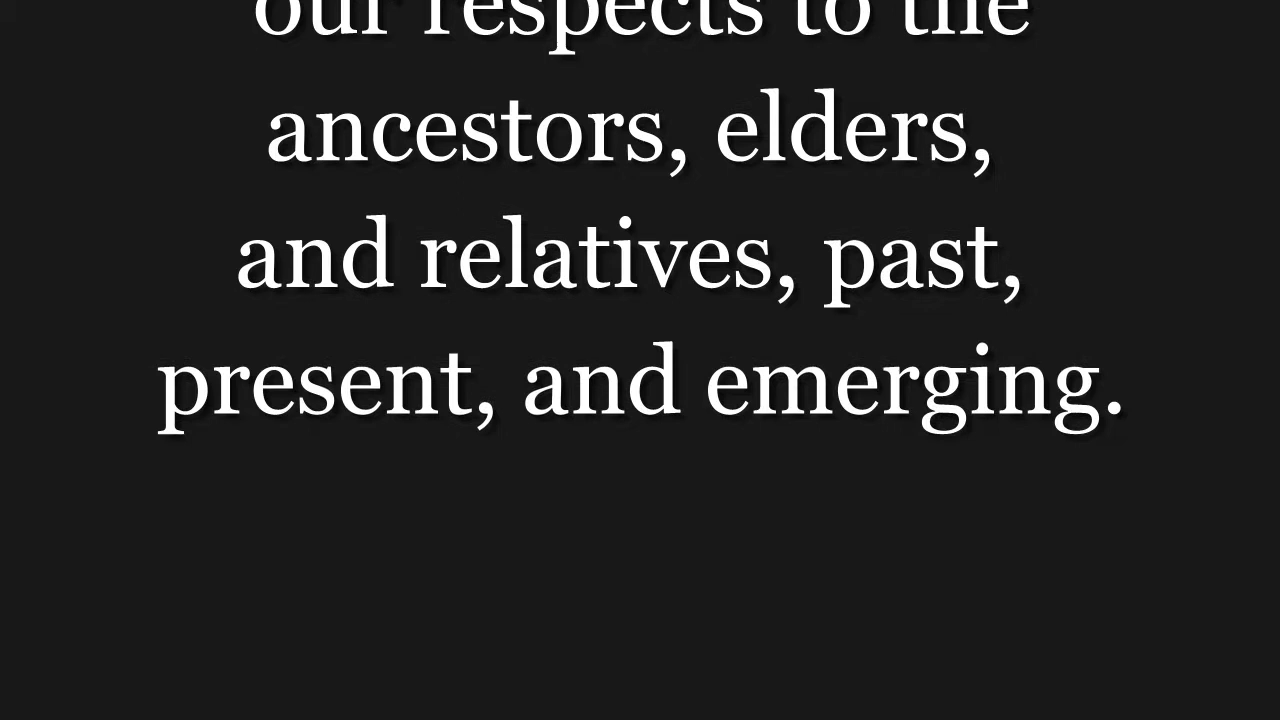 our respects to the
ancestors, elders,
and relatives, past,
present, and emerging.